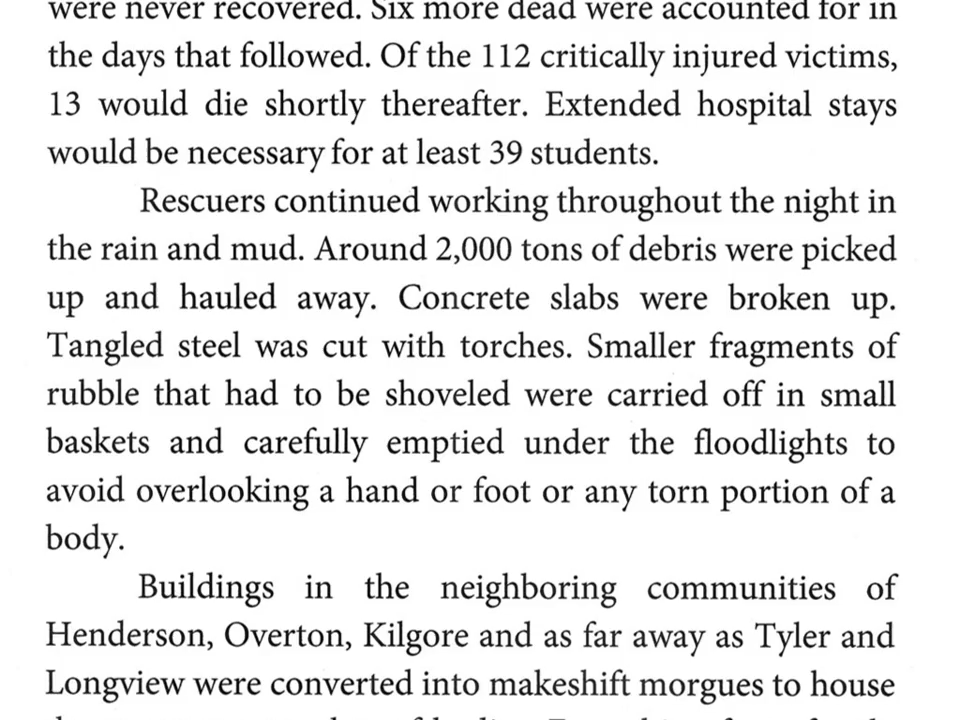 were never recovered. Six more dead were accounted for in
the days that followed. Of the 112 critically injured victims,
13 would die shortly thereafter. Extended hospital stays
would be necessary for at least 39 students.
Rescuers continued working throughout the night in
the rain and mud. Around 2,000 tons of debris were picked
up and hauled away. Concrete slabs were broken up.
Tangled steel was cut with torches. Smaller fragments of
rubble that had to be shoveled were carried off in small
baskets and carefully emptied under the floodlights to
avoid overlooking a hand or foot or any torn portion of a
body.
Buildings in the neighboring communities of
Henderson, Overton, Kilgore and as far away as Tyler and
Longview were converted into makeshift morgues to house